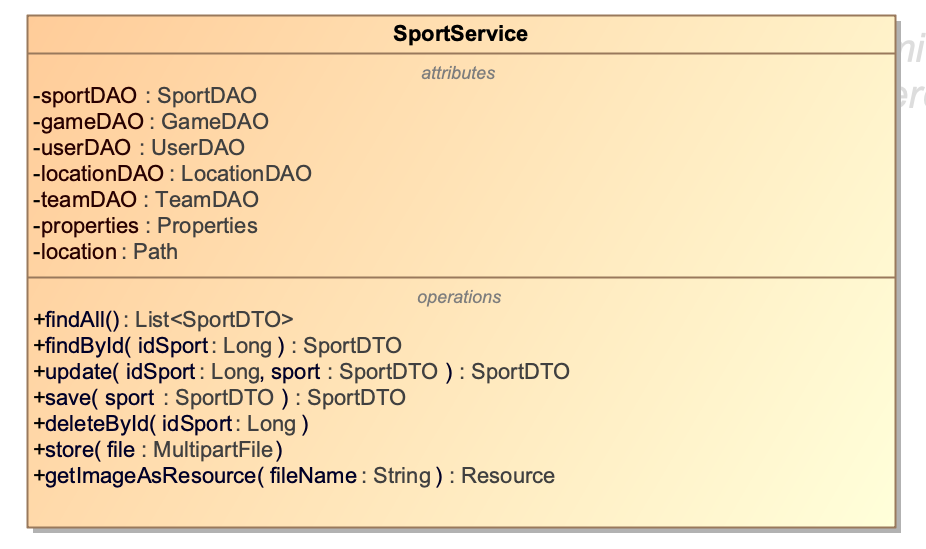 SportService
attributes
-sportDAO : SportDAO
-gameDAO : GameDAO
-userDAO : UserDAO
-locationDAO : LocationDAO
-teamDAO : TeamDAO
-properties : Properties
-location : Path
operations
+findAll() : List<SportDTO>
+findById( idSport : Long ) : SportDTO
+update( idSport : Long, sport : SportDTO ) : SportDTO
+save( sport : SportDTO ) : SportDTO
+deleteById( idSport : Long )
+store( file : MultipartFile )
+getImageAsResource( fileName : String ) : Resource